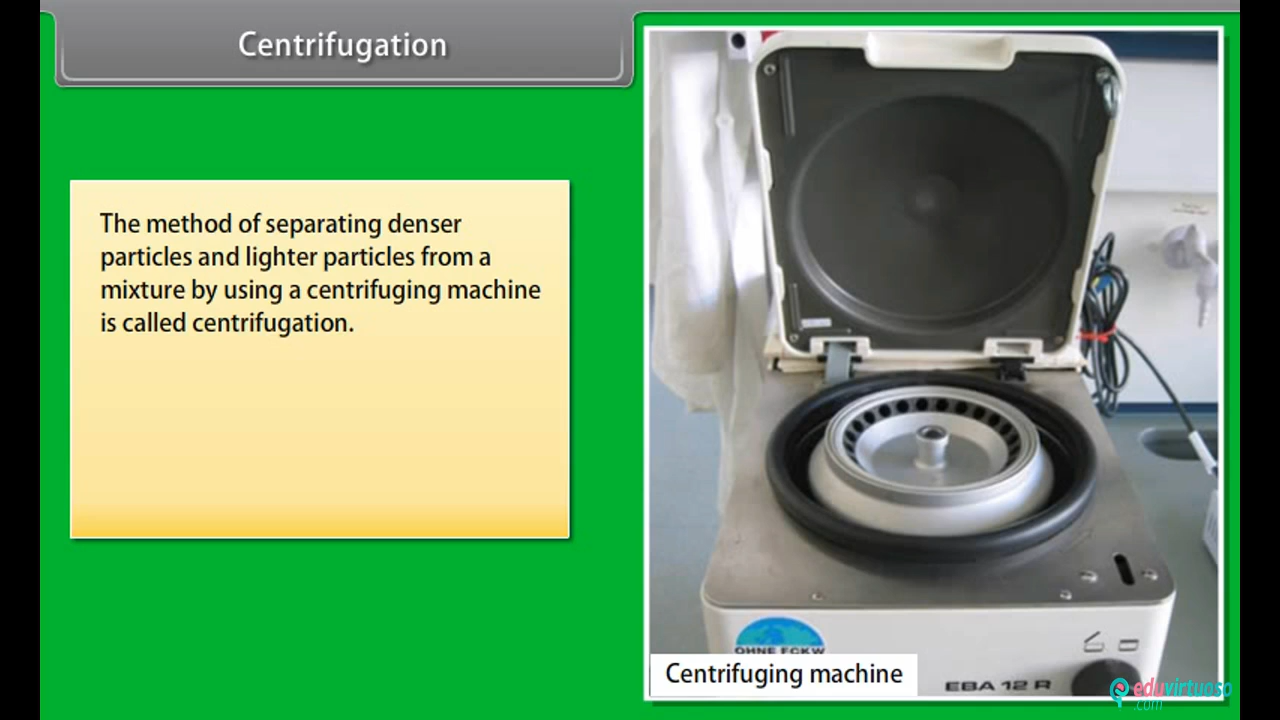 Centrifugation
The method of separating denser
particles and lighter particles from a
mixture by using a centrifuging machine
is called centrifugation.
OHNE FCKW
Centrifuging machine
EBA 12 R
eduvirtuoso
.com